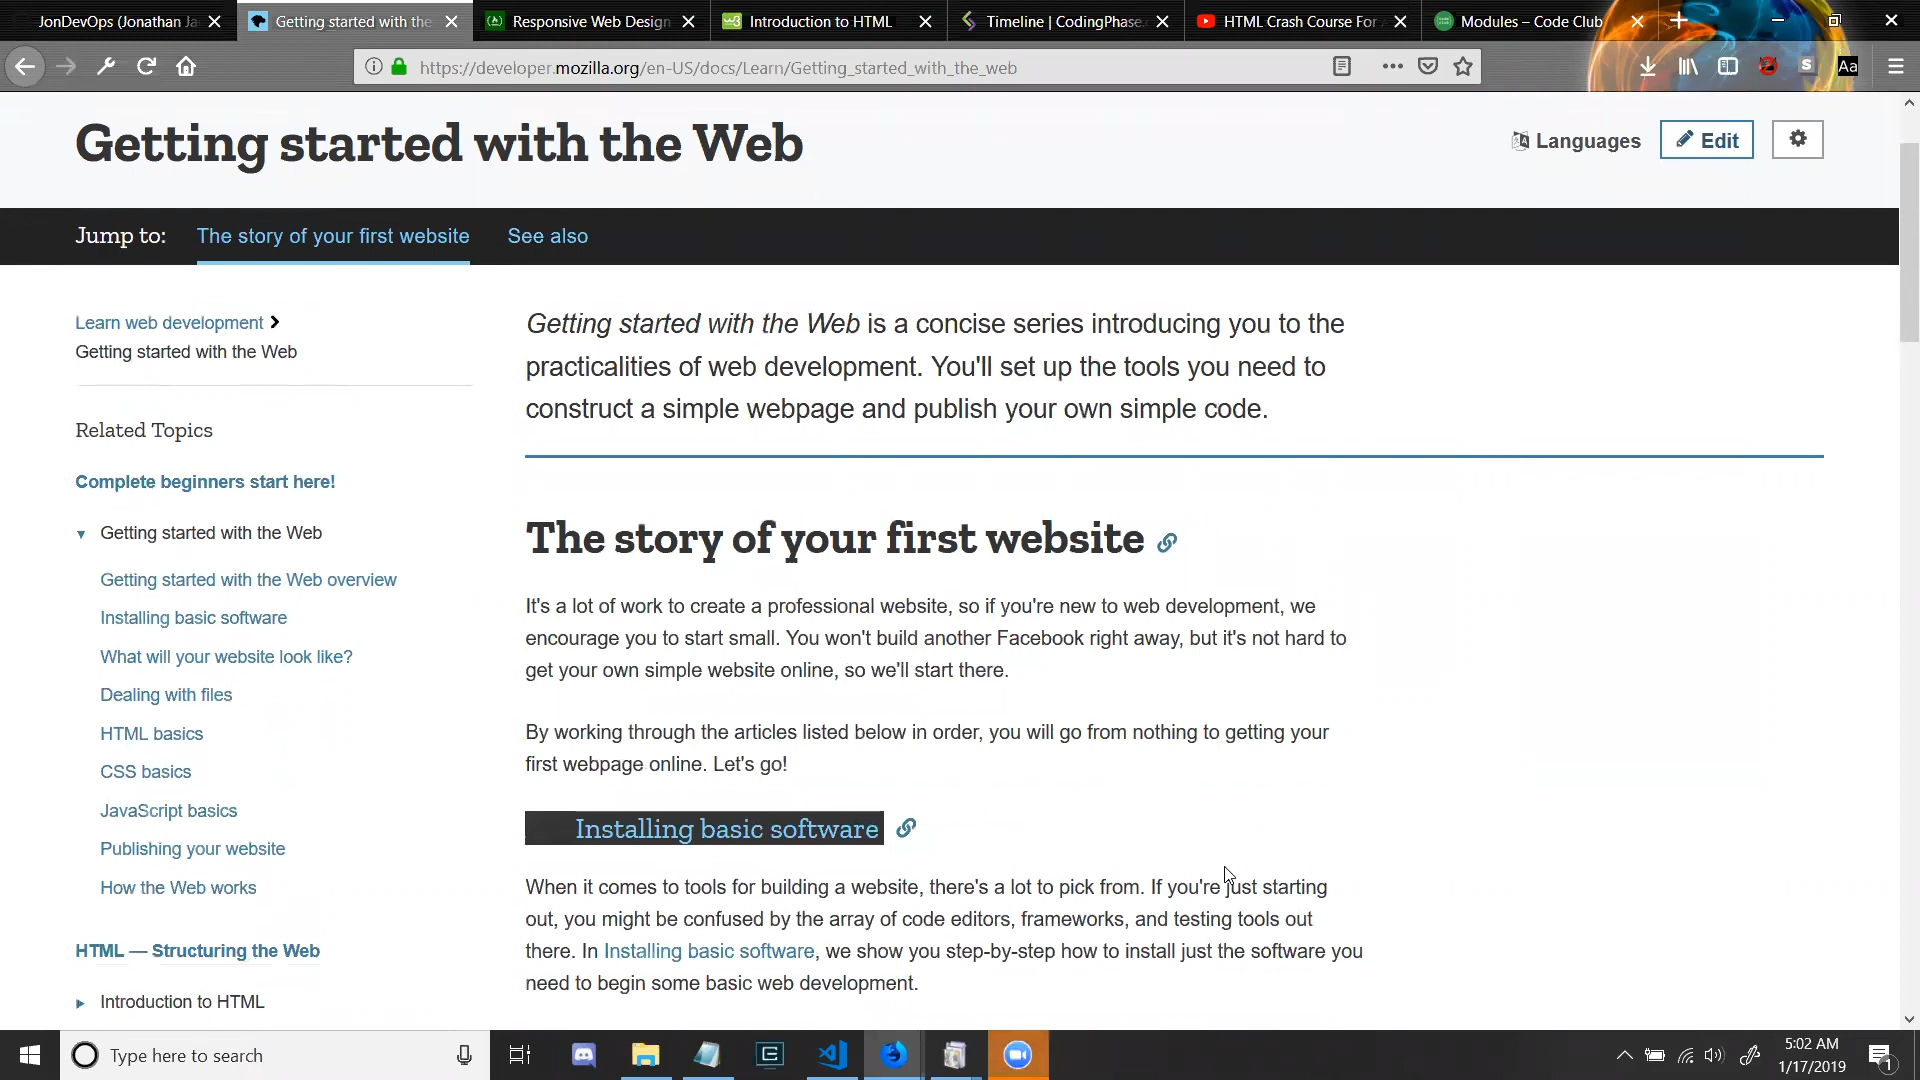 JonDevOps (Jonathan Ja
Getting started with the
Responsive Web Design
Introduction to HTML
Timeline | CodingPhase.
HTML Crash Course For
Modules – Code Club
https://developer.mozilla.org/en-US/docs/Learn/Getting_started_with_the_web
S
Aa
Getting started with the Web
Languages
Edit
Jump to:
The story of your first website
See also
Learn web development
Getting started with the Web
Related Topics
Complete beginners start here!
Getting started with the Web
Getting started with the Web overview
Installing basic software
What will your website look like?
Dealing with files
HTML basics
CSS basics
JavaScript basics
Publishing your website
How the Web works
HTML — Structuring the Web
Introduction to HTML
Getting started with the Web is a concise series introducing you to the
practicalities of web development. You'll set up the tools you need to
construct a simple webpage and publish your own simple code.
The story of your first website
It's a lot of work to create a professional website, so if you're new to web development, we
encourage you to start small. You won't build another Facebook right away, but it's not hard to
get your own simple website online, so we'll start there.
By working through the articles listed below in order, you will go from nothing to getting your
first webpage online. Let's go!
Installing basic software
When it comes to tools for building a website, there's a lot to pick from. If you're just starting
out, you might be confused by the array of code editors, frameworks, and testing tools out
there. In Installing basic software, we show you step-by-step how to install just the software you
need to begin some basic web development.
Type here to search
5:02 AM
1/17/2019
1